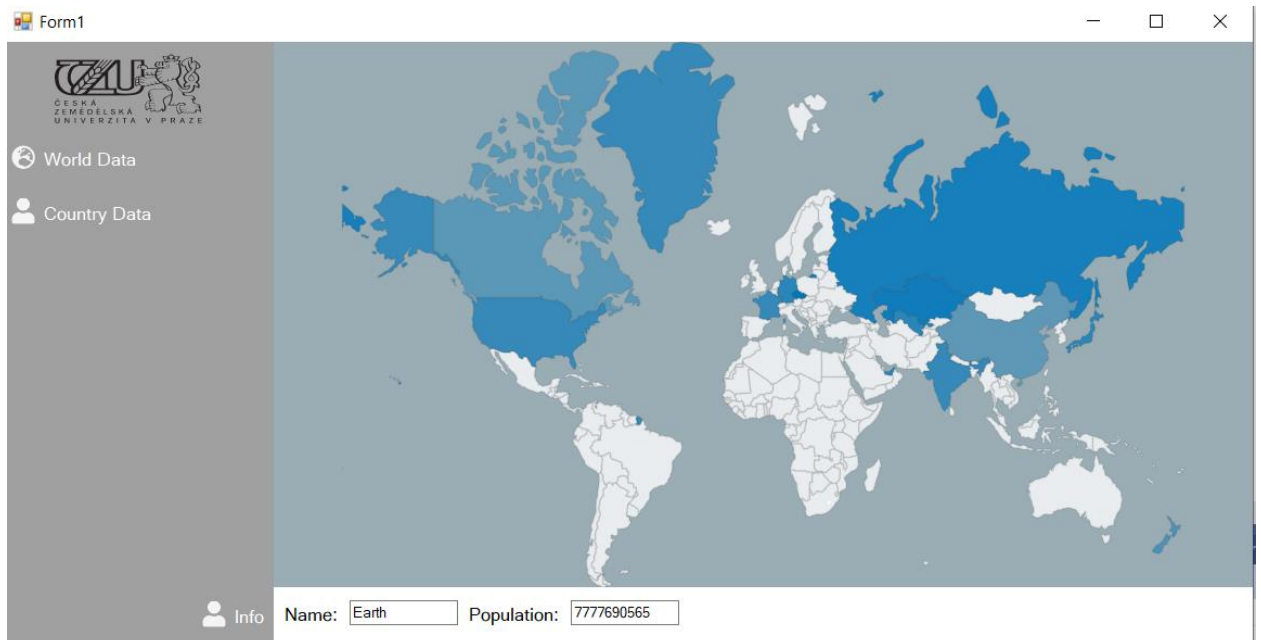 Form1
ČESKÁ
ZEMĚDĚLSKÁ
UNIVERZITA V PRAZE
World Data
Country Data
Info
Name: Earth Population: 7777690565